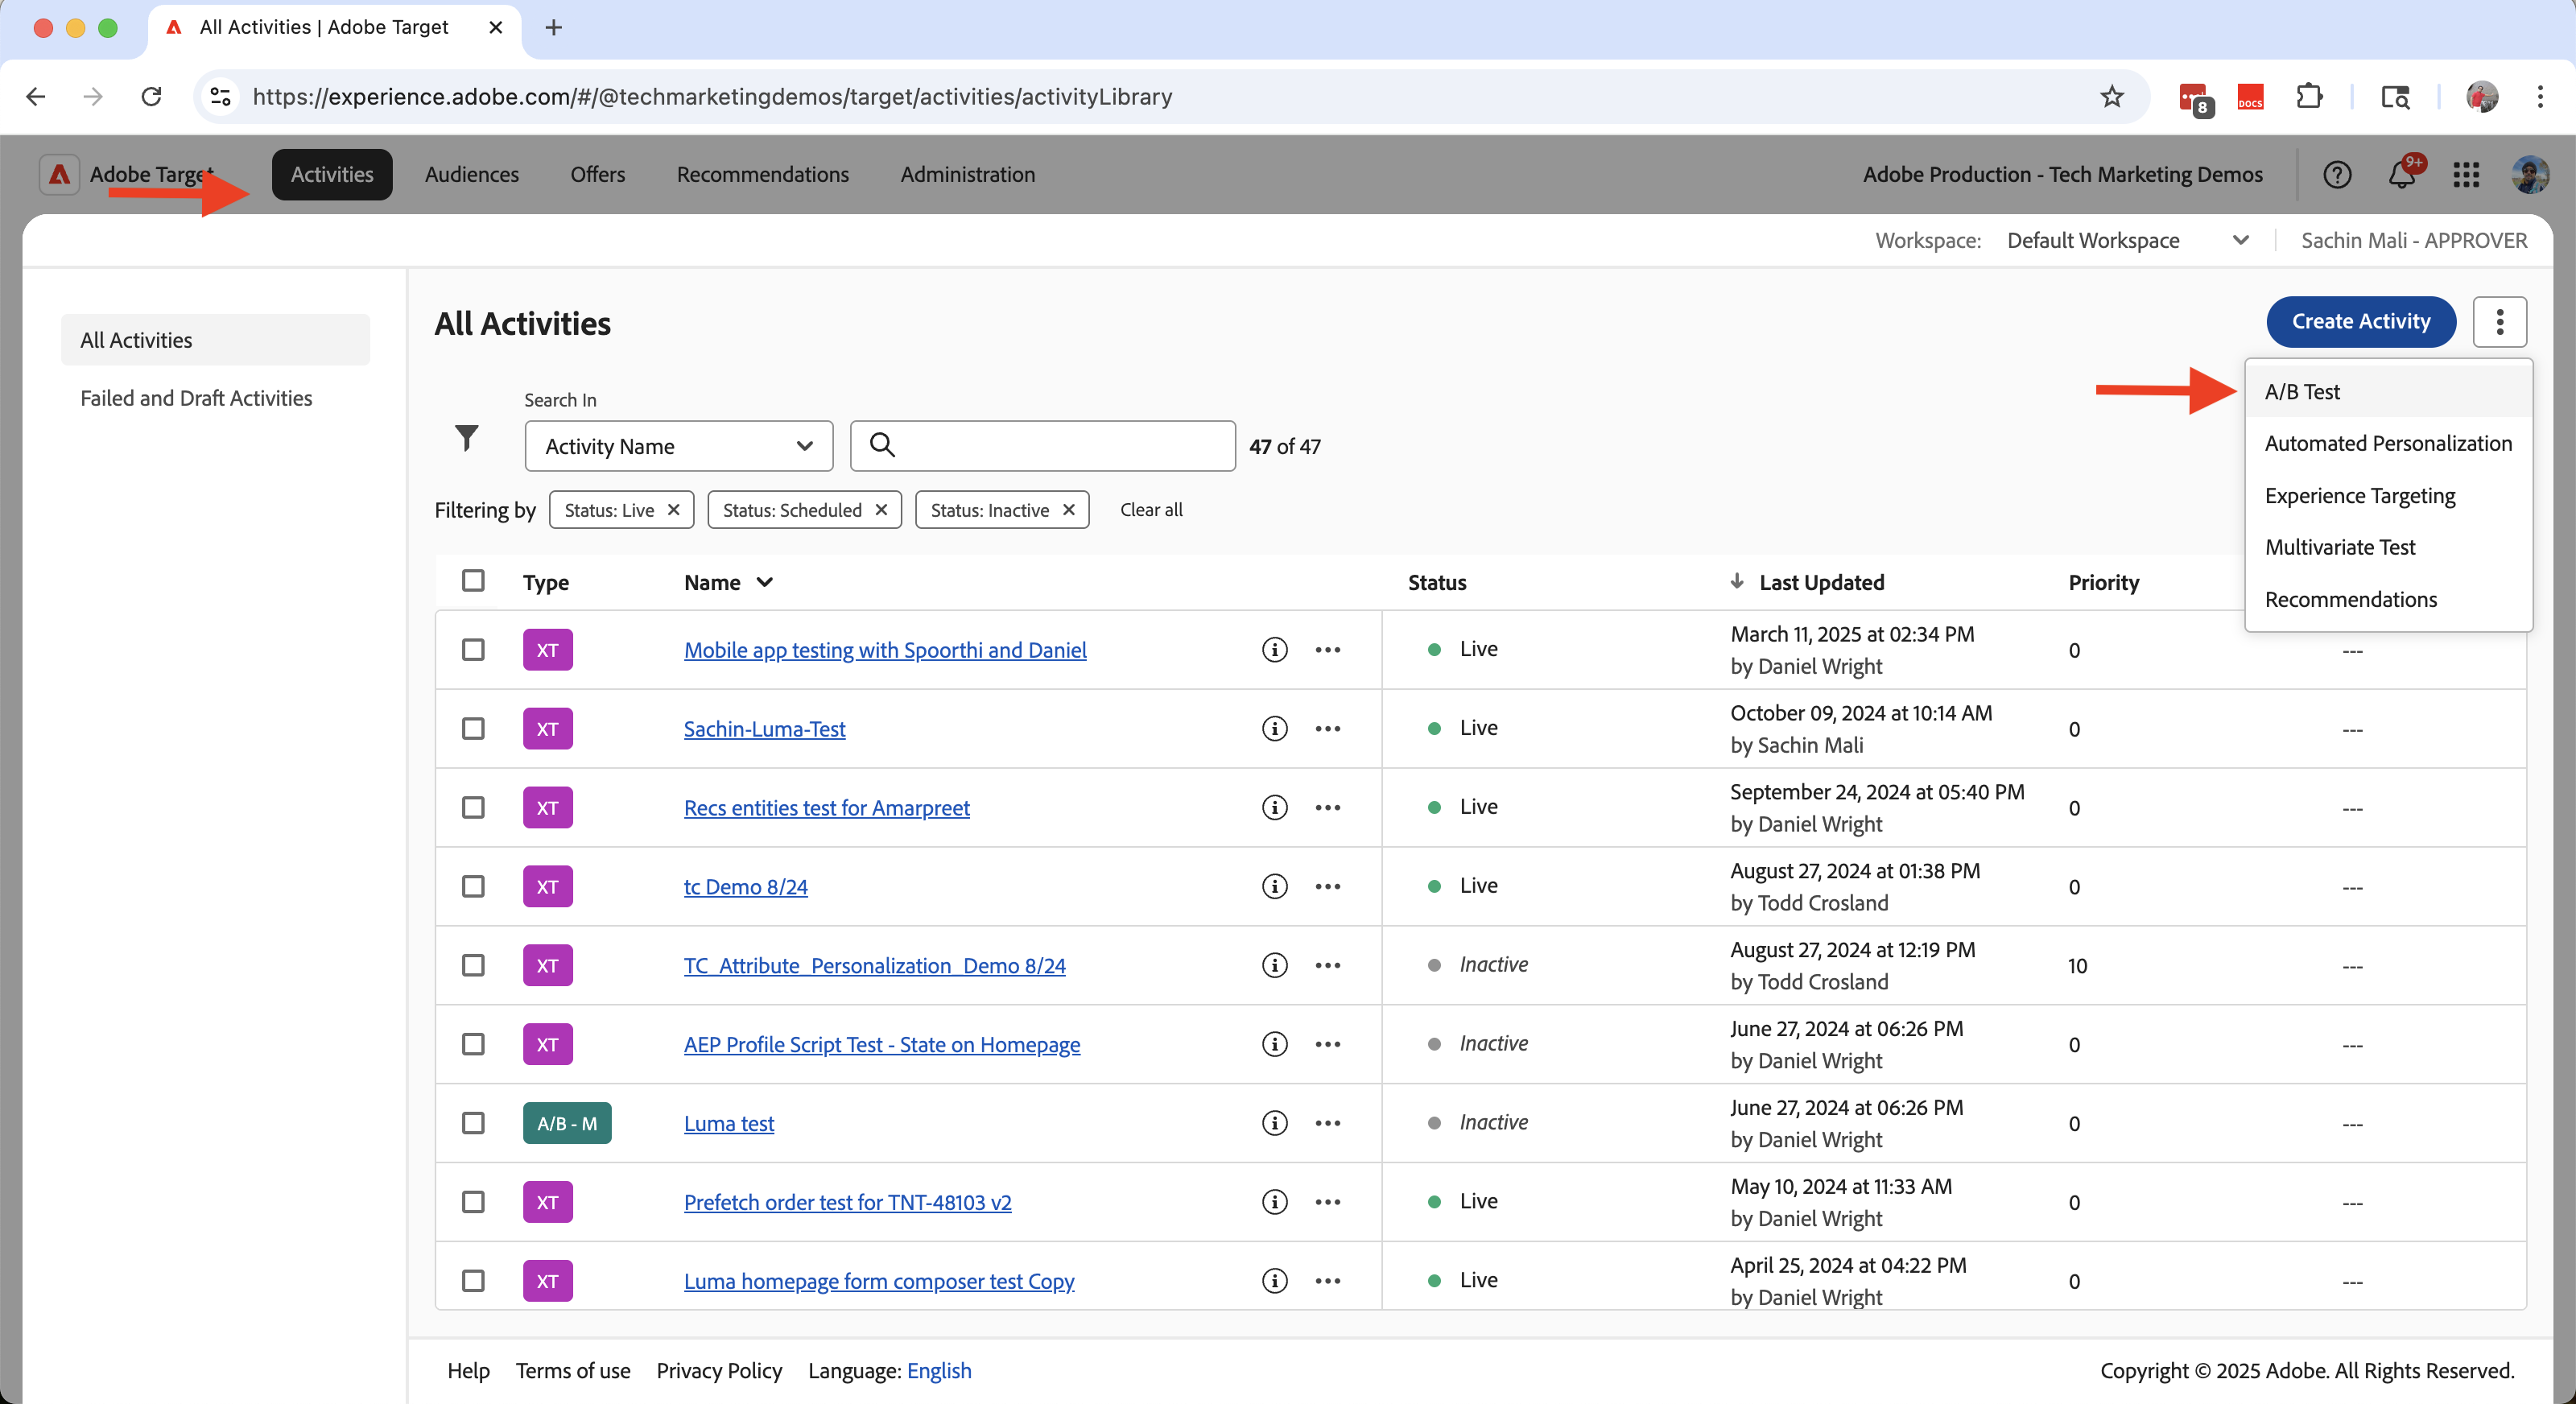 All Activities | Adobe Target
https://experience.adobe.com/#/@techmarketingdemos/target/activities/activityLibrary
8
DOCS
Adobe Target
Activities
Audiences
Offers
Recommendations
Administration
Adobe Production - Tech Marketing Demos
9+
Workspace: Default Workspace
Sachin Mali - APPROVER
All Activities
Failed and Draft Activities
All Activities
Create Activity
A/B Test
Automated Personalization
Experience Targeting
Multivariate Test
Recommendations
Search In
Activity Name
47 of 47
Filtering by
Status: Live
Status: Scheduled
Status: Inactive
Clear all
Type Name Status Last Updated Priority
XT Mobile app testing with Spoorthi and Daniel Live March 11, 2025 at 02:34 PM 0 ---
by Daniel Wright
XT Sachin-Luma-Test Live October 09, 2024 at 10:14 AM 0 ---
by Sachin Mali
XT Recs entities test for Amarpreet Live September 24, 2024 at 05:40 PM 0 ---
by Daniel Wright
XT tc Demo 8/24 Live August 27, 2024 at 01:38 PM 0 ---
by Todd Crosland
XT TC_Attribute_Personalization_Demo 8/24 Inactive August 27, 2024 at 12:19 PM 10 ---
by Todd Crosland
XT AEP Profile Script Test - State on Homepage Inactive June 27, 2024 at 06:26 PM 0 ---
by Daniel Wright
A/B - M Luma test Inactive June 27, 2024 at 06:26 PM 0 ---
by Daniel Wright
XT Prefetch order test for TNT-48103 v2 Live May 10, 2024 at 11:33 AM 0 ---
by Daniel Wright
XT Luma homepage form composer test Copy Live April 25, 2024 at 04:22 PM 0 ---
by Daniel Wright
Help Terms of use Privacy Policy Language: English
Copyright © 2025 Adobe. All Rights Reserved.